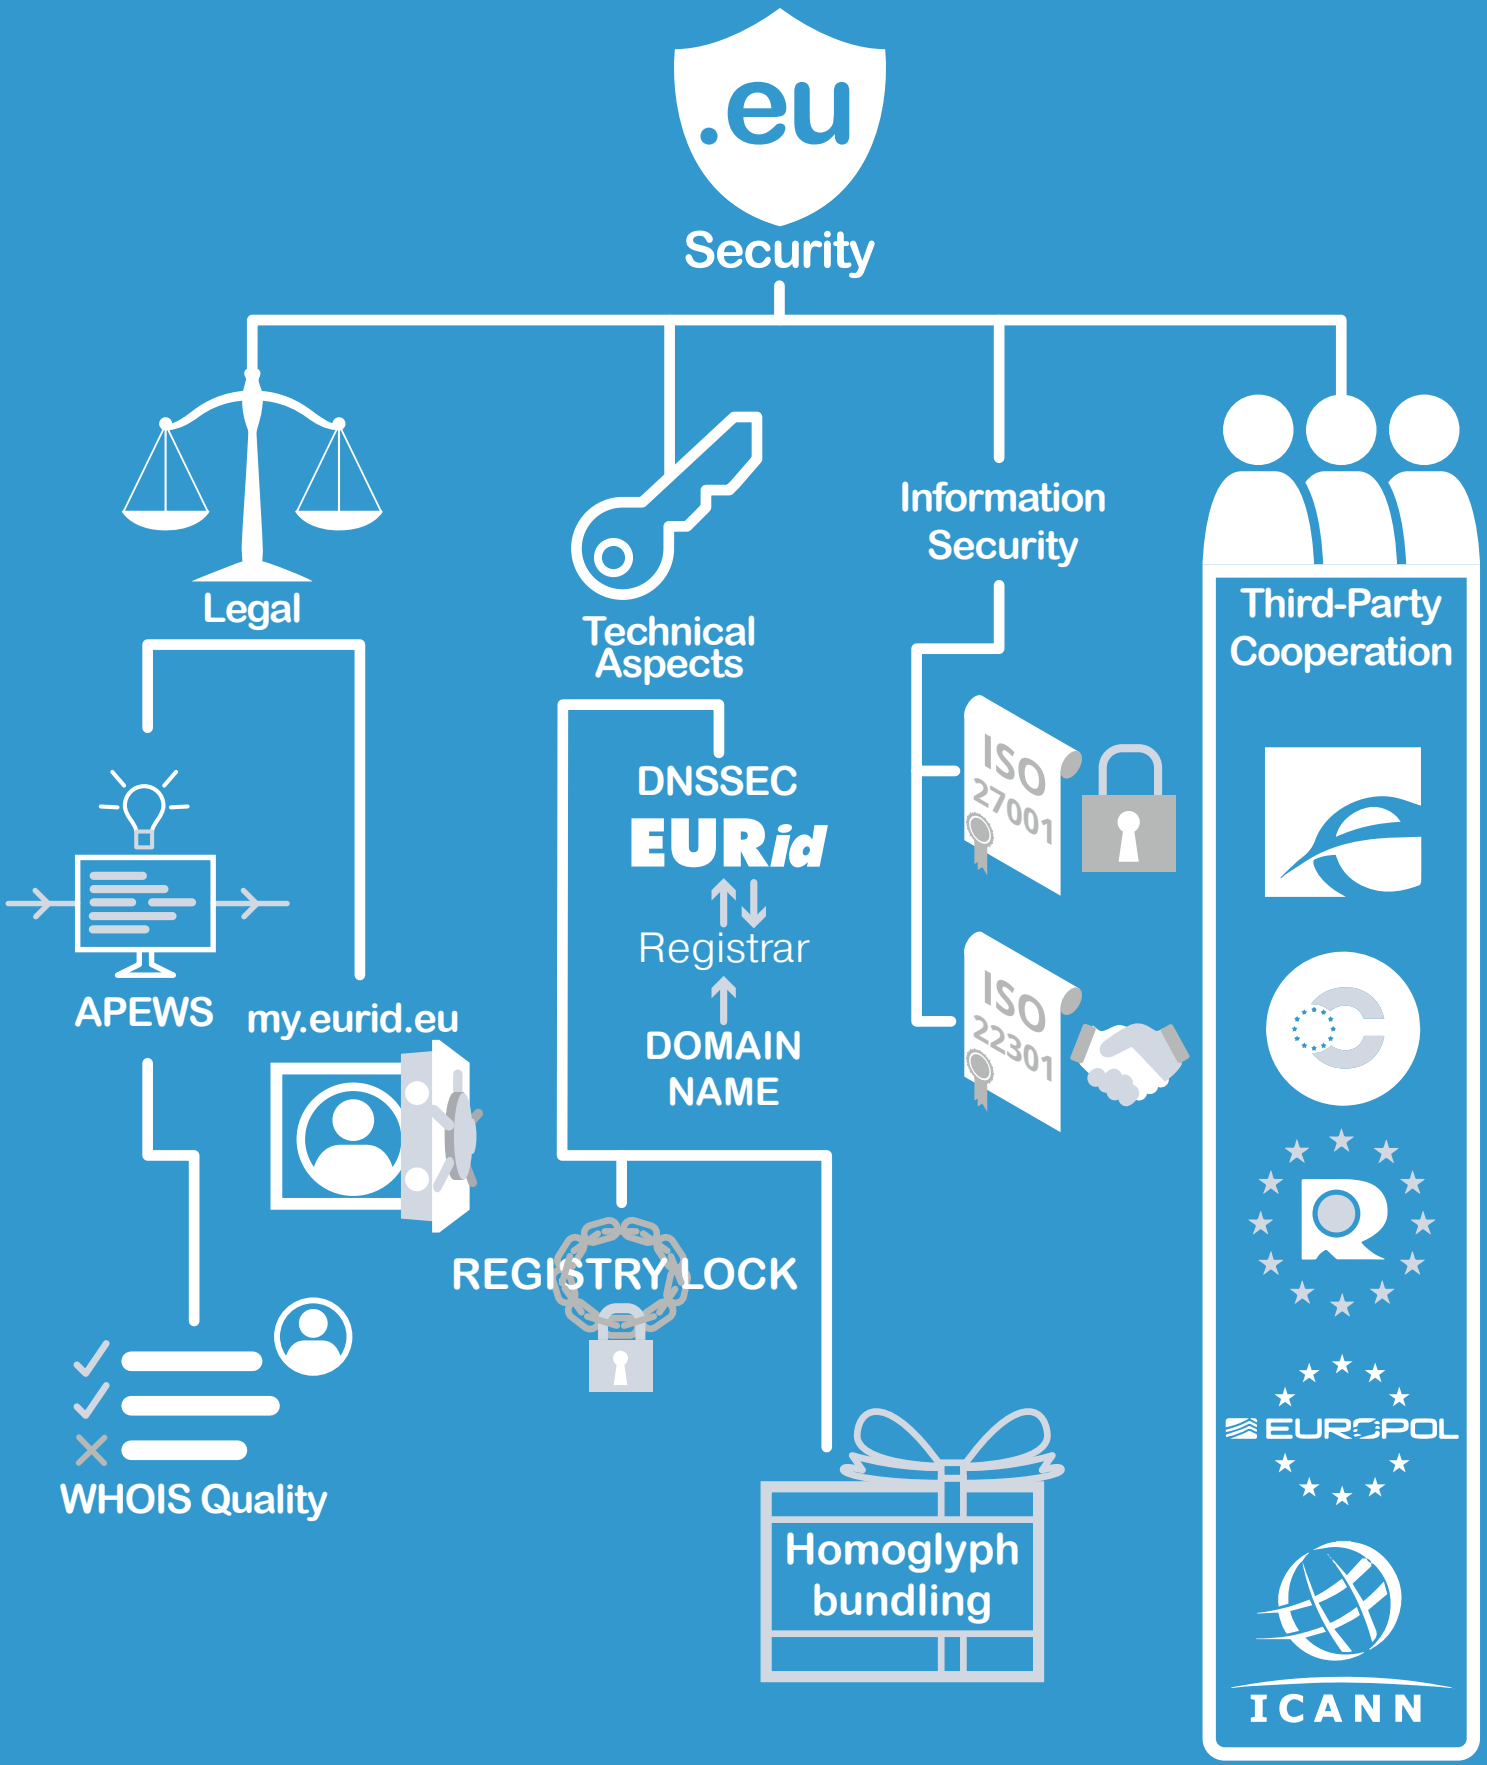 .eu
Security
Legal
APEWS
my.eurid.eu
WHOIS Quality
Technical
Aspects
DNSSEC
EURid
Registrar
DOMAIN
NAME
REGISTRY LOCK
Homoglyph
bundling
Information
Security
ISO
27001
ISO
22301
Third-Party
Cooperation
C
R
EUROPOL
ICANN